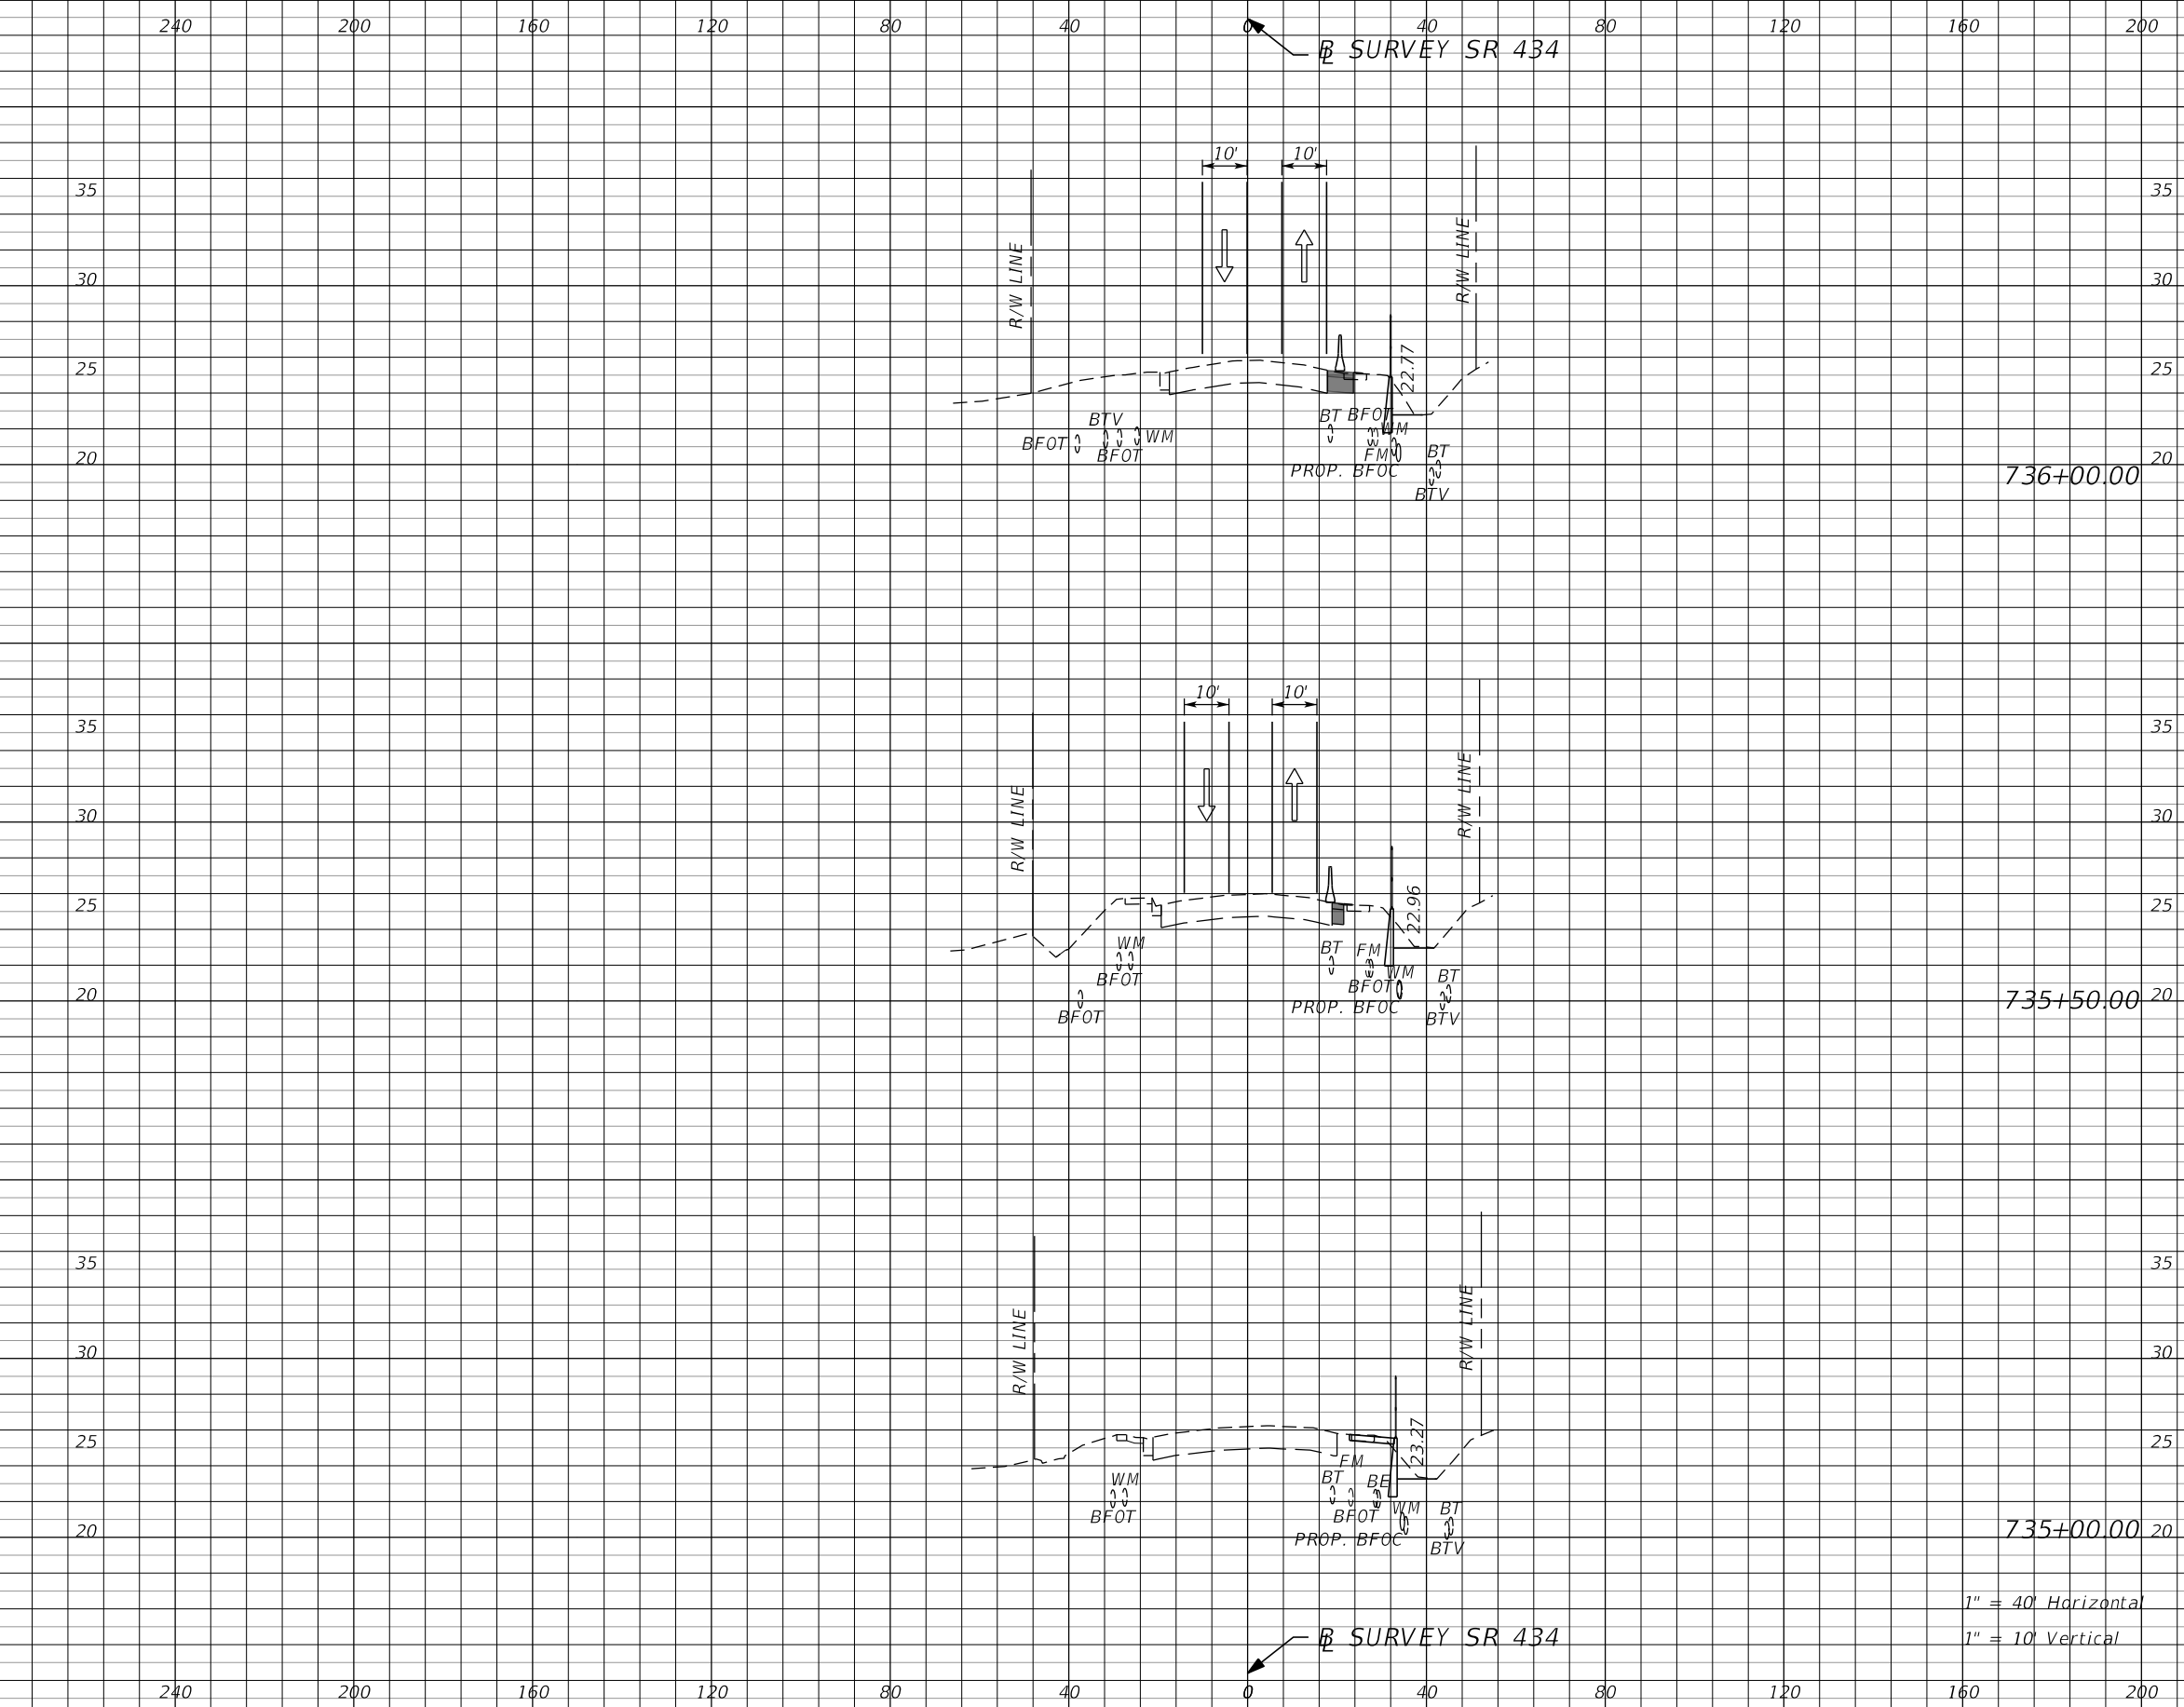 240 200 160 120 80 40 0 40 80 120 160 200
BL SURVEY SR 434
10' 10'
35 35
R/W LINE R/W LINE
30 30
25 22.77 25
BTV BT BFOT
BFOT WM WM
BFOT FM BT
20 PROP. BFOC 20
736+00.00
BTV
10' 10'
35 35
R/W LINE R/W LINE
30 30
25 22.96 25
WM BT FM
BFOT WM BT
BFOT
20 PROP. BFOC 735+50.00 20
BFOT BTV
35 35
R/W LINE R/W LINE
30 30
25 23.27 25
FM
WM BT BE
BFOT BFOT WM BT
20 735+00.00 20
PROP. BFOC
BTV
1" = 40' Horizontal
1" = 10' Vertical
BL SURVEY SR 434
240 200 160 120 80 40 0 40 80 120 160 200